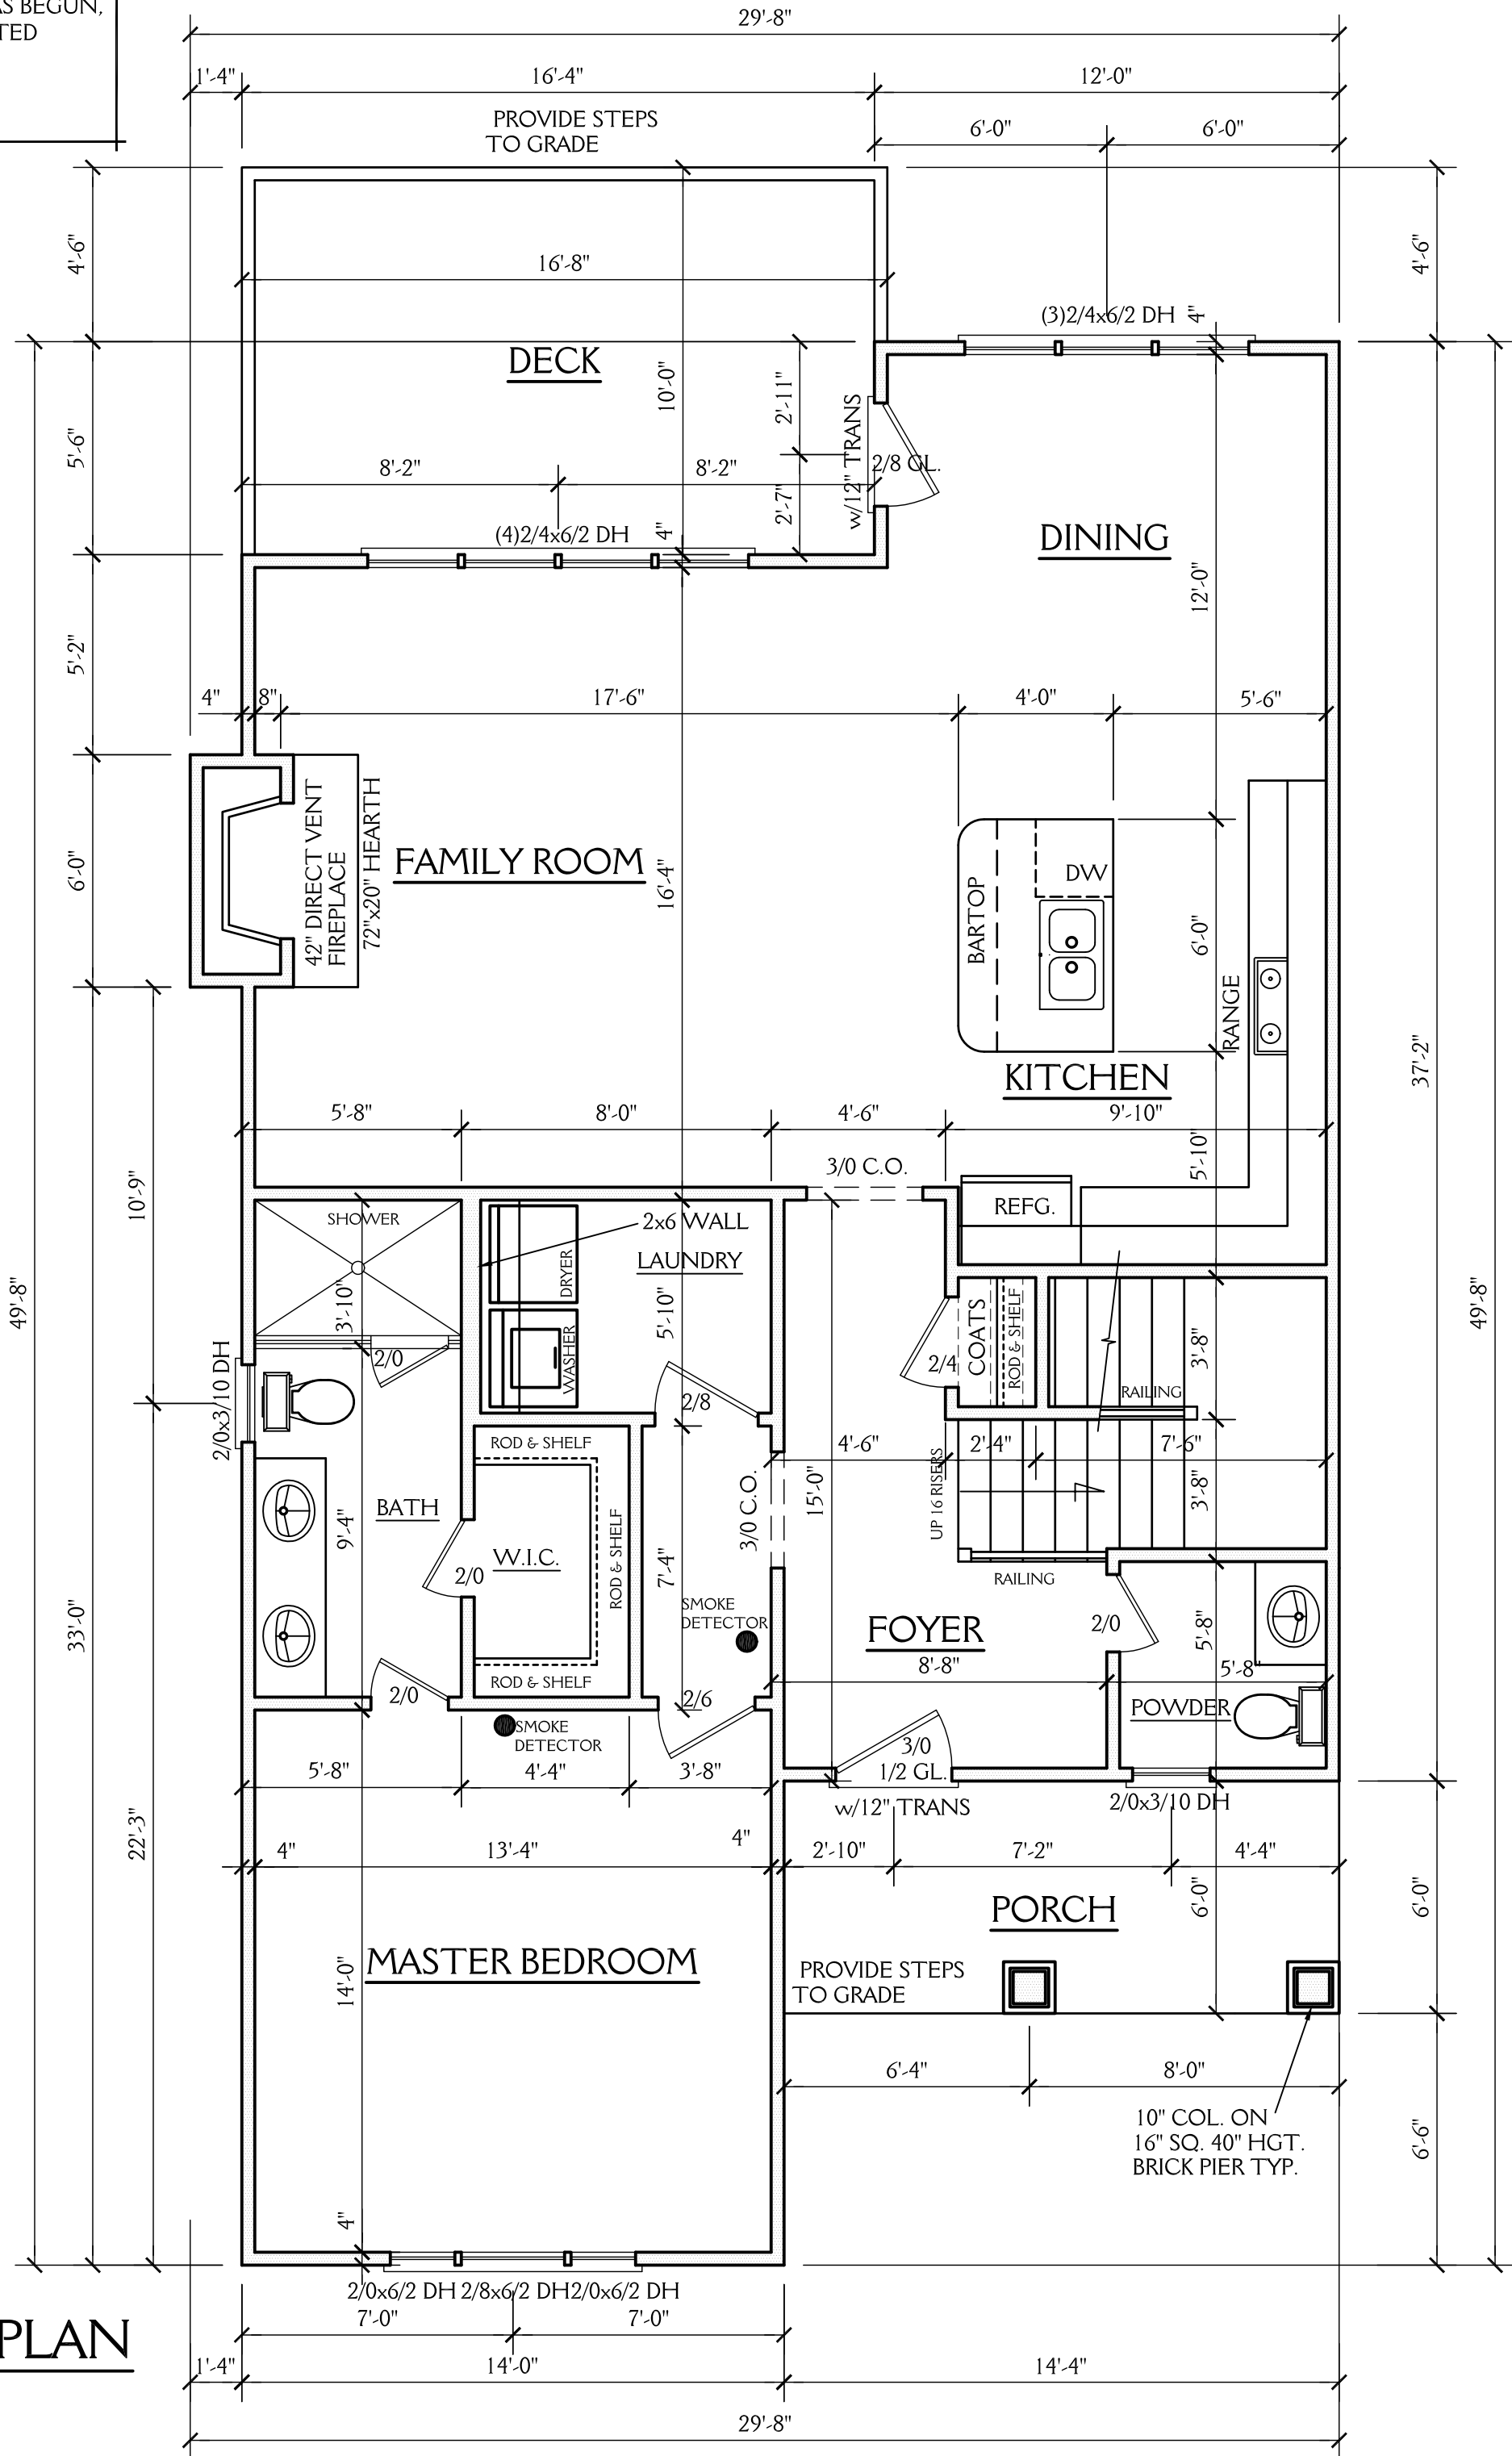 AS BEGUN,
TED
29'-8"
1'-4"
16'-4"
12'-0"
PROVIDE STEPS
TO GRADE
6'-0"
6'-0"
4'-6"
4'-6"
16'-8"
(3)2/4x6/2 DH
4"
DECK
10'-0"
2'-11"
5'-6"
w/12" TRANS
2/8 GL.
8'-2"
8'-2"
2'-7"
(4)2/4x6/2 DH
4"
DINING
12'-0"
5'-2"
4"
8"
17'-6"
4'-0"
5'-6"
42" DIRECT VENT
FIREPLACE
72"x20" HEARTH
FAMILY ROOM
16'-4"
6'-0"
BARTOP
DW
6'-0"
RANGE
KITCHEN
37'-2"
5'-8"
8'-0"
4'-6"
9'-10"
5'-10"
3/0 C.O.
10'-9"
SHOWER
2x6 WALL
REFG.
DRYER
LAUNDRY
49'-8"
49'-8"
3'-10"
5'-10"
COATS
ROD & SHELF
3'-8"
2/0
WASHER
2/4
2/0x3/10 DH
2/8
RAILING
ROD & SHELF
4'-6"
2'-4"
7'-6"
UP 16 RISERS
15'-0"
3'-8"
BATH
9'-4"
3/0 C.O.
W.I.C.
2/0
ROD & SHELF
7'-4"
RAILING
33'-0"
SMOKE
DETECTOR
FOYER
2/0
5'-8"
8'-8"
5'-8"
ROD & SHELF
2/0
2/6
POWDER
SMOKE
DETECTOR
3/0
1/2 GL.
w/12" TRANS
2/0x3/10 DH
5'-8"
4'-4"
3'-8"
22'-3"
4"
13'-4"
4"
2'-10"
7'-2"
4'-4"
PORCH
6'-0"
6'-0"
MASTER BEDROOM
14'-0"
PROVIDE STEPS
TO GRADE
6'-4"
8'-0"
10" COL. ON
16" SQ. 40" HGT.
BRICK PIER TYP.
6'-6"
4"
2/0x6/2 DH 2/8x6/2 DH 2/0x6/2 DH
7'-0"
7'-0"
PLAN
1'-4"
14'-0"
14'-4"
29'-8"